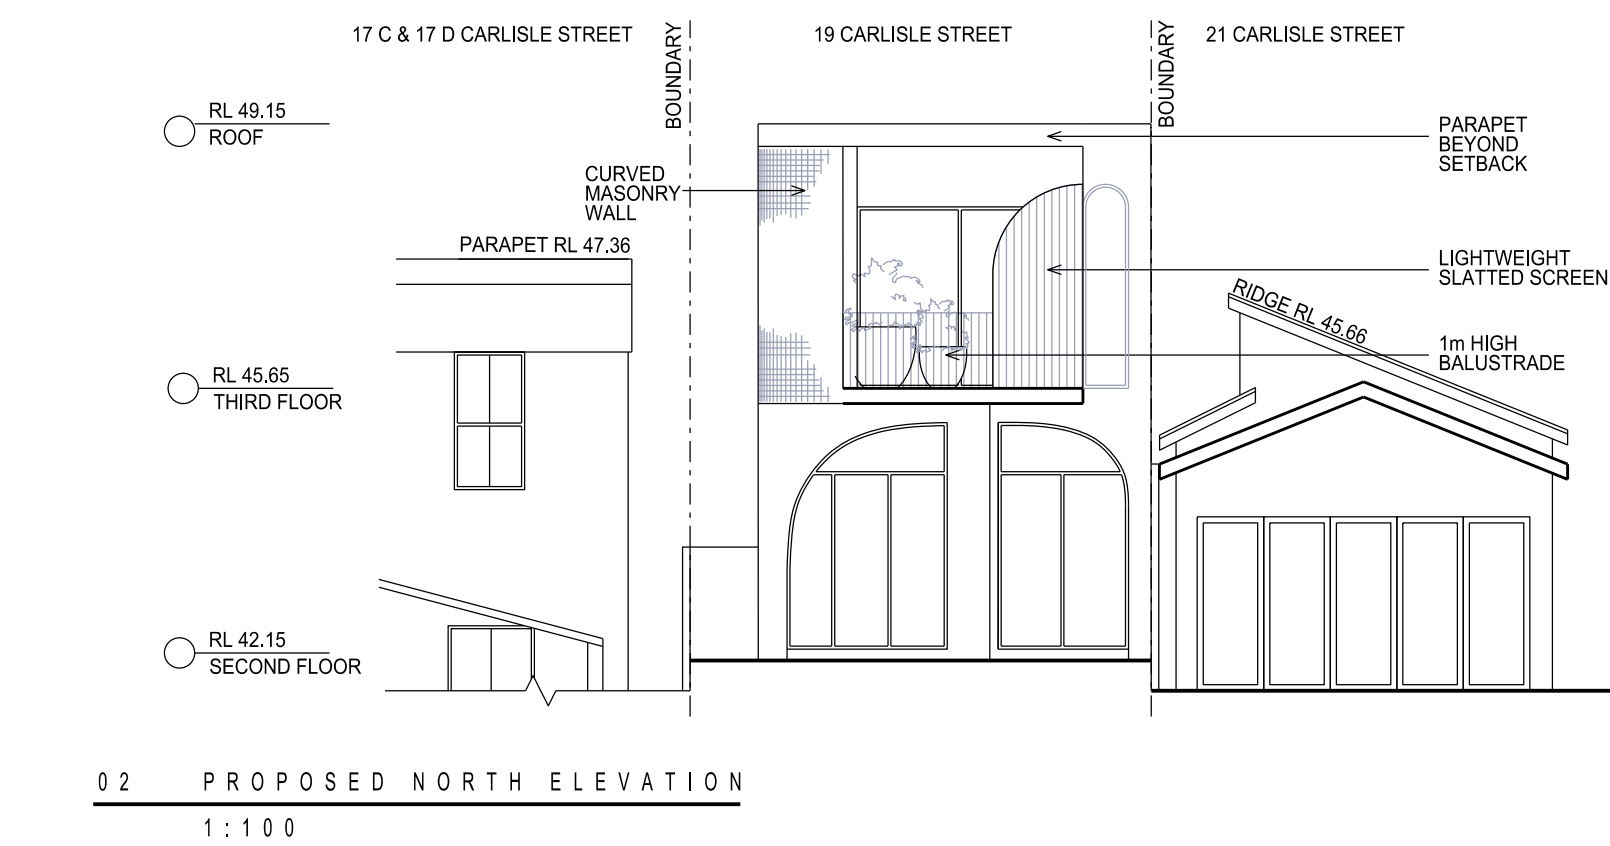 17 C & 17 D CARLISLE STREET
BOUNDARY
19 CARLISLE STREET
BOUNDARY
21 CARLISLE STREET
RL 49.15
ROOF
PARAPET
BEYOND
SETBACK
CURVED
MASONRY
WALL
PARAPET RL 47.36
LIGHTWEIGHT
SLATTED SCREEN
RIDGE RL 45.66
1m HIGH
BALUSTRADE
RL 45.65
THIRD FLOOR
RL 42.15
SECOND FLOOR
02 PROPOSED NORTH ELEVATION
1:100